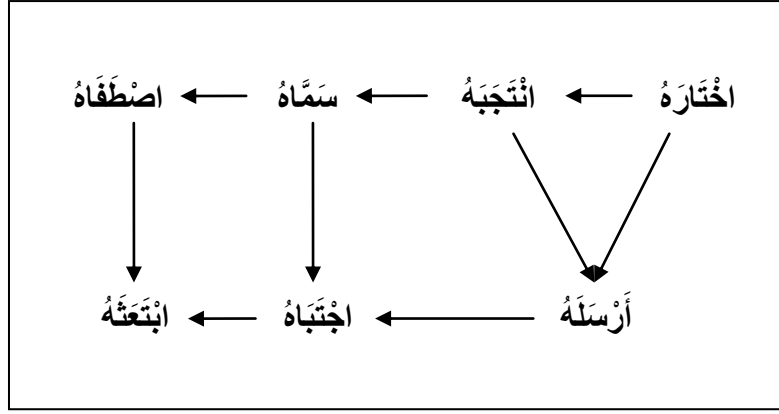 اخْتَارَهُ انْتَجَبَهُ سَمَّاهُ اصْطَفَاهُ
أَرْسَلَهُ اجْتَبَاهُ ابْتَعَثَهُ